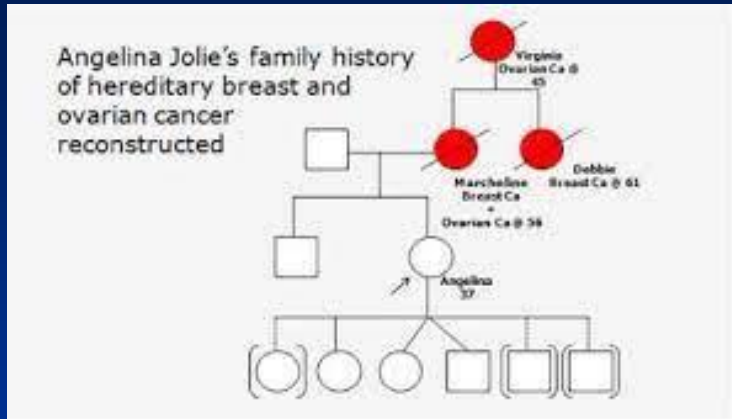 Angelina Jolie's family history
of hereditary breast and
ovarian cancer
reconstructed
Virginia
Ovarian Ca @
45
Marcheline
Breast Ca
+
Ovarian Ca @ 56
Debbie
Breast Ca @ 61
Angelina
37